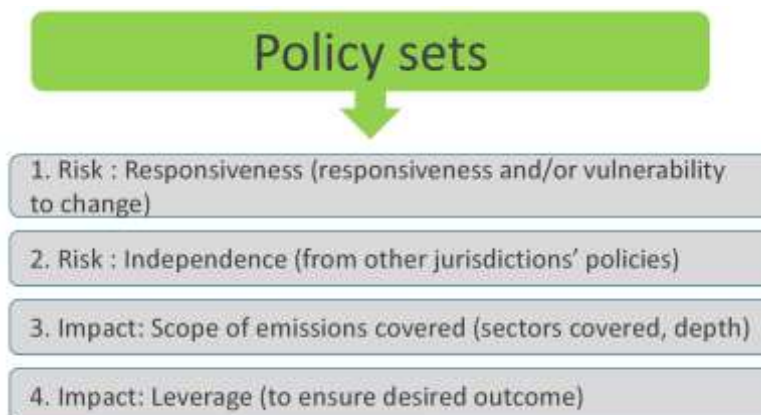 Policy sets
1. Risk : Responsiveness (responsiveness and/or vulnerability
to change)
2. Risk : Independence (from other jurisdictions' policies)
3. Impact: Scope of emissions covered (sectors covered, depth)
4. Impact: Leverage (to ensure desired outcome)